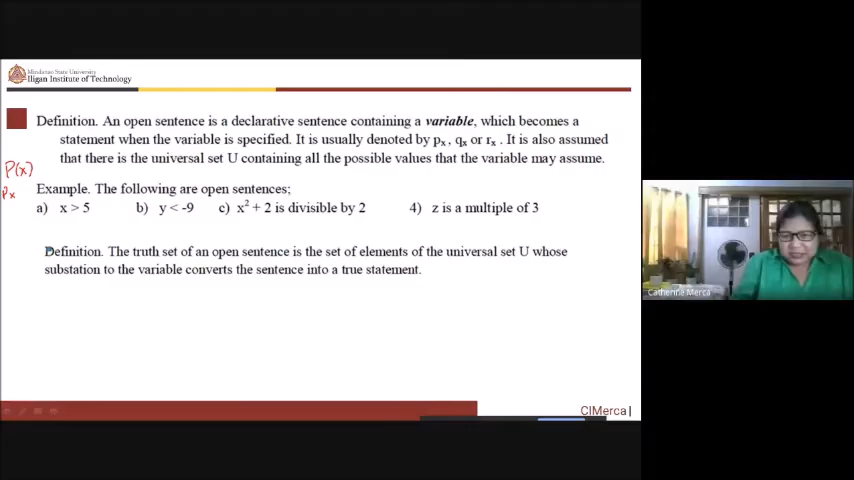 Mindanao State University
Iligan Institute of Technology
Definition. An open sentence is a declarative sentence containing a variable, which becomes a
statement when the variable is specified. It is usually denoted by pₓ, qₓ or rₓ. It is also assumed
that there is the universal set U containing all the possible values that the variable may assume.
P(x)
Pₓ
Example. The following are open sentences;
a) x > 5 b) y < -9 c) x² + 2 is divisible by 2 4) z is a multiple of 3
Definition. The truth set of an open sentence is the set of elements of the universal set U whose
substation to the variable converts the sentence into a true statement.
Catherine Merca
CIMerca |